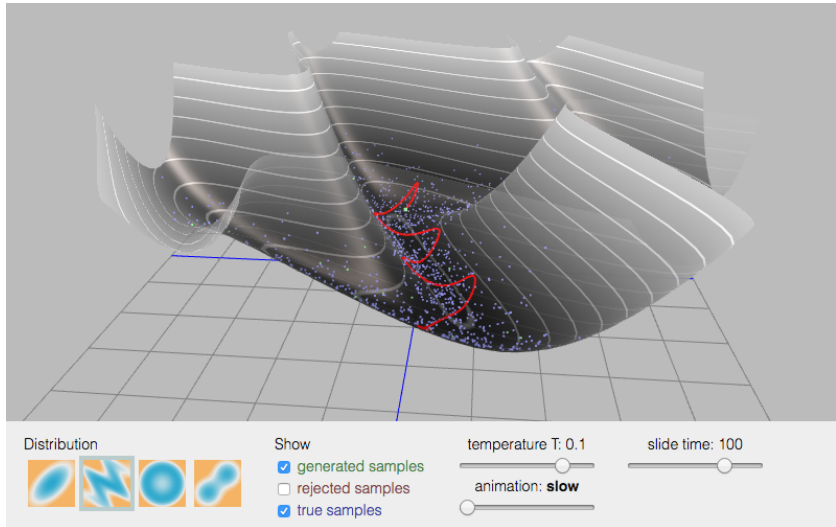 Distribution
Show
generated samples
rejected samples
true samples
temperature T: 0.1
animation: slow
slide time: 100